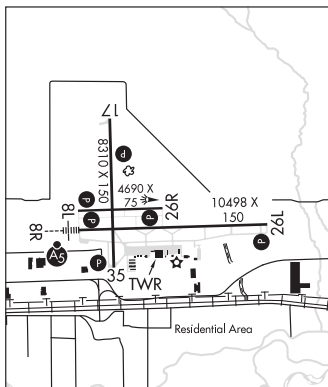 17
8310 X 150
P
4690 X
75
P
8L
P
P
26R
10498 X
150
26L
8R
P
A5
P
35
TWR
Residential Area